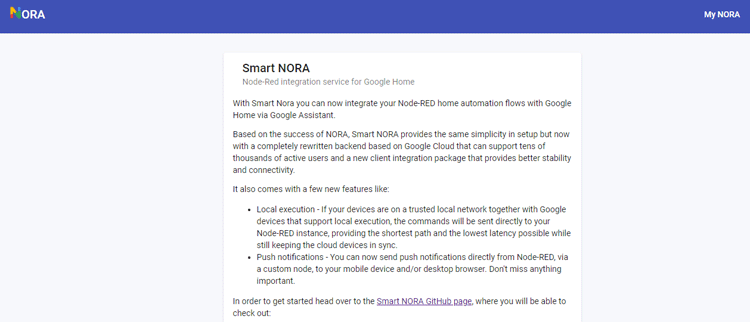 NORA
My NORA
Smart NORA
Node-Red integration service for Google Home
With Smart Nora you can now integrate your Node-RED home automation flows with Google
Home via Google Assistant.
Based on the success of NORA, Smart NORA provides the same simplicity in setup but now
with a completely rewritten backend based on Google Cloud that can support tens of
thousands of active users and a new client integration package that provides better stability
and connectivity.
It also comes with a few new features like:
• Local execution - If your devices are on a trusted local network together with Google
devices that support local execution, the commands will be sent directly to your
Node-RED instance, providing the shortest path and the lowest latency possible while
still keeping the cloud devices in sync.
• Push notifications - You can now send push notifications directly from Node-RED, via
a custom node, to your mobile device and/or desktop browser. Don't miss anything
important.
In order to get started head over to the Smart NORA GitHub page, where you will be able to
check out: